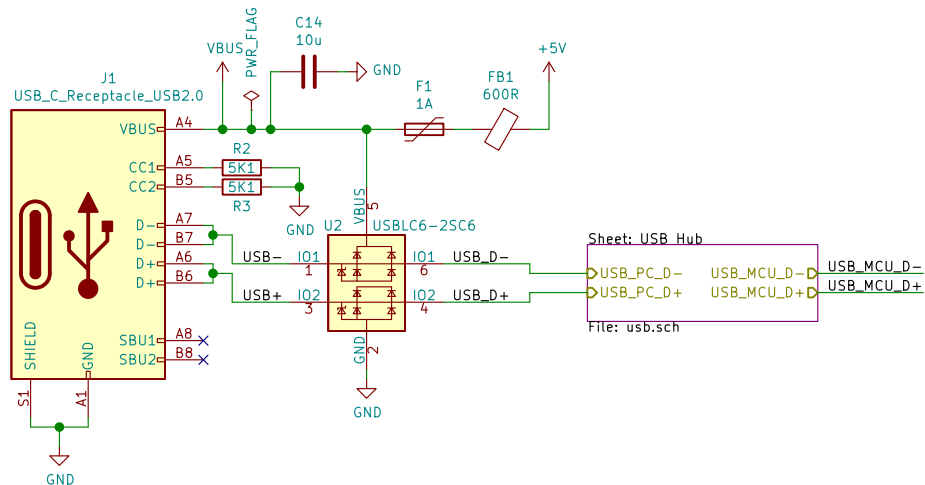 C14
10u
GND
VBUS
PWR_FLAG
+5V
F1
1A
FB1
600R
J1
USB_C_Receptacle_USB2.0
VBUS A4
CC1 A5
CC2 B5
R2
5K1
5K1
R3
GND
D- A7
D- B7
D+ A6
D+ B6
SBU1 A8
SBU2 B8
SHIELD
GND
S1
A1
GND
U2
USBLC6-2SC6
VBUS
5
USB- IO1 IO1 USB_D-
1 6
USB+ IO2 IO2 USB_D+
3 4
GND
2
GND
Sheet: USB Hub
USB_PC_D- USB_MCU_D- USB_MCU_D-
USB_PC_D+ USB_MCU_D+ USB_MCU_D+
File: usb.sch